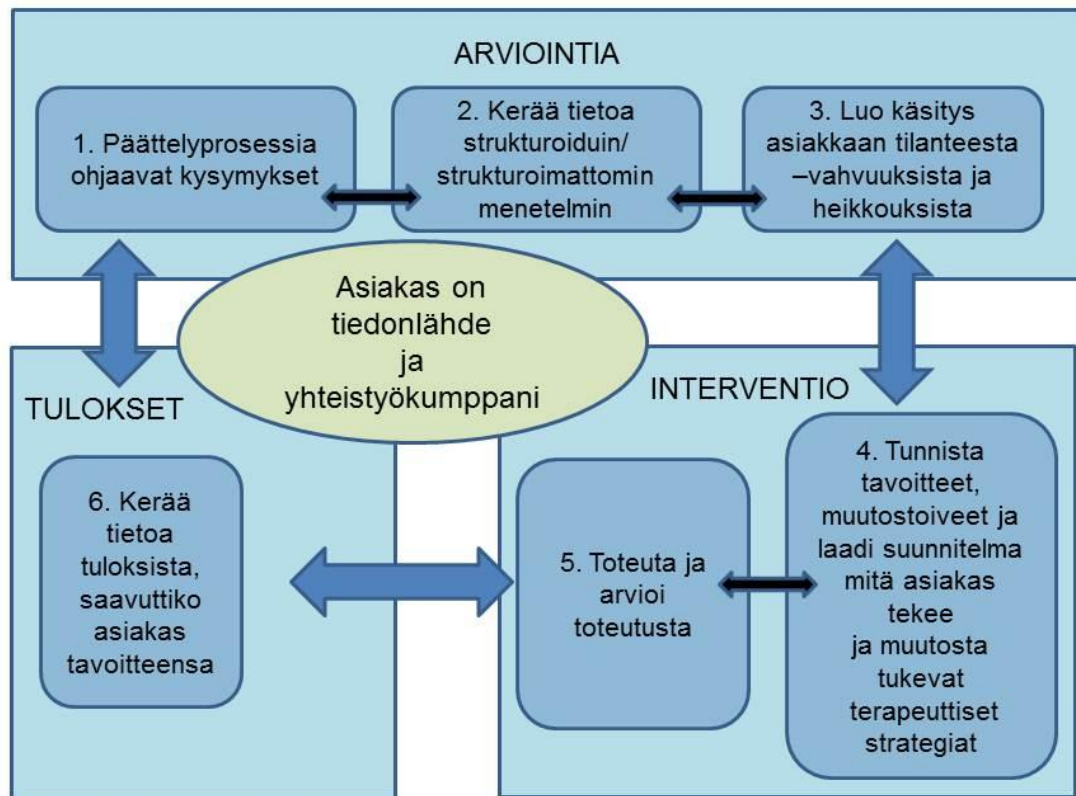 ARVIOINTIA
1. Päättelyprosessia
ohjaavat kysymykset
2. Kerää tietoa
strukturoiduin/
strukturoimattomin
menetelmin
3. Luo käsitys
asiakkaan tilanteesta
–vahvuuksista ja
heikkouksista
Asiakas on
tiedonlähde
ja
yhteistyökumppani
TULOKSET
6. Kerää
tietoa
tuloksista,
saavuttiko
asiakas
tavoitteensa
INTERVENTIO
5. Toteuta ja
arvioi
toteutusta
4. Tunnista
tavoitteet,
muutostoiveet ja
laadi suunnitelma
mitä asiakas
tekee
ja muutosta
tukevat
terapeuttiset
strategiat